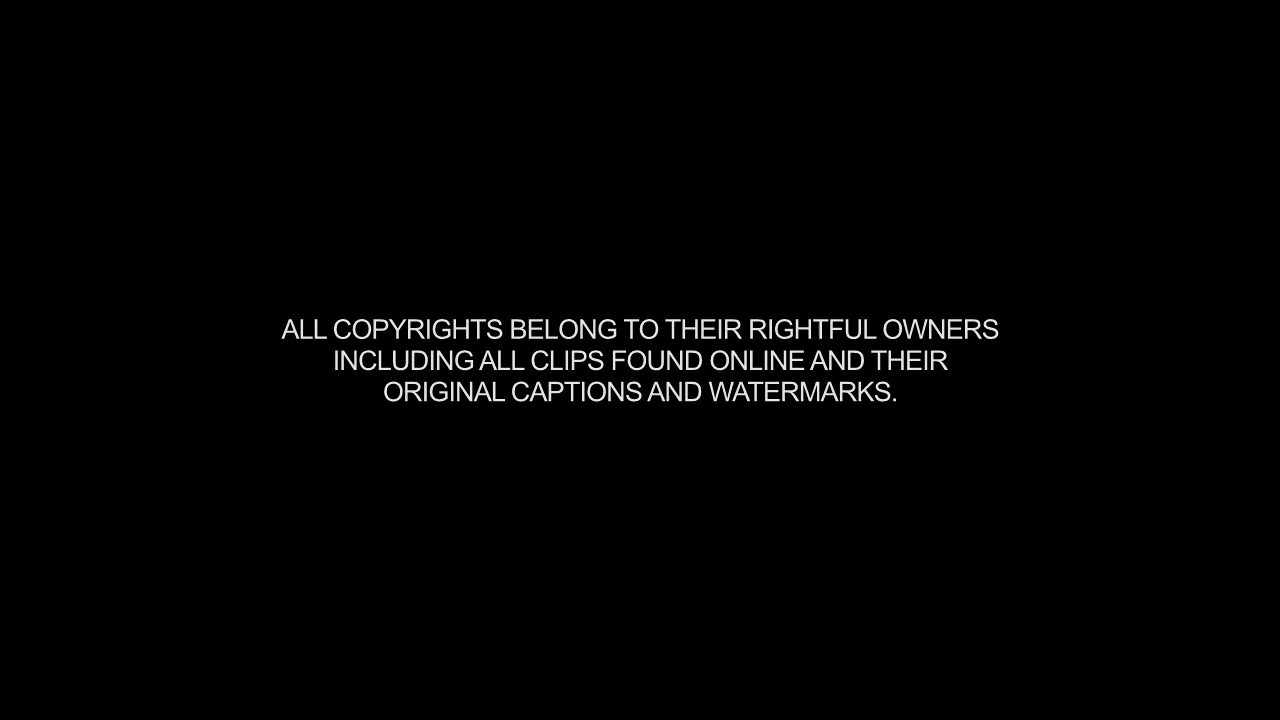 ALL COPYRIGHTS BELONG TO THEIR RIGHTFUL OWNERS
INCLUDING ALL CLIPS FOUND ONLINE AND THEIR
ORIGINAL CAPTIONS AND WATERMARKS.